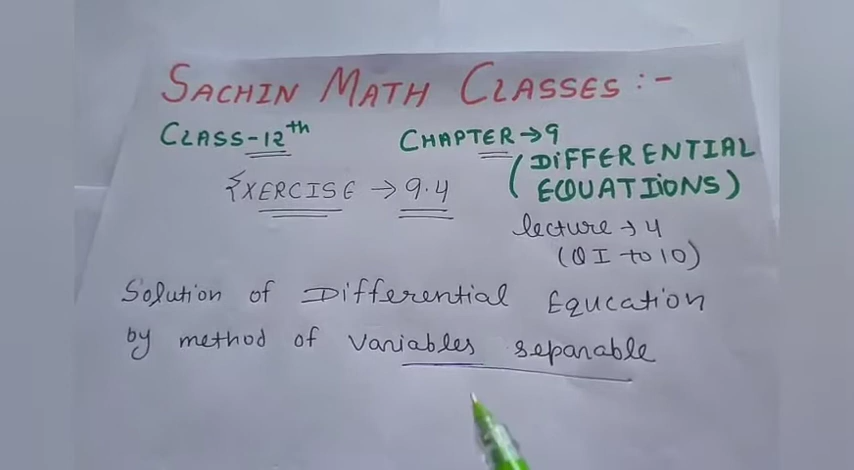 SACHIN MATH CLASSES :-
CLASS-12th CHAPTER → 9
(DIFFERENTIAL
EQUATIONS)
EXERCISE → 9.4
lecture → 4
(Q I to 10)
Solution of Differential Equcation
by method of variables separable